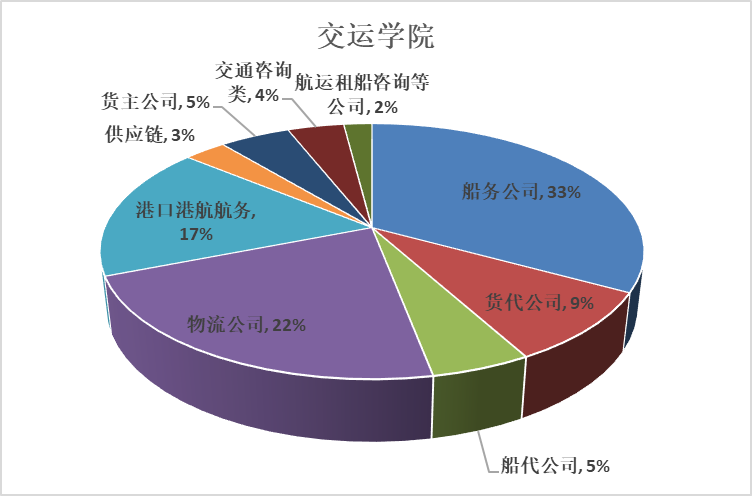 交运学院
交通咨询
类, 4%
航运租船咨询等
公司, 2%
货主公司, 5%
供应链, 3%
船务公司, 33%
港口港航航务,
17%
货代公司, 9%
物流公司, 22%
船代公司, 5%